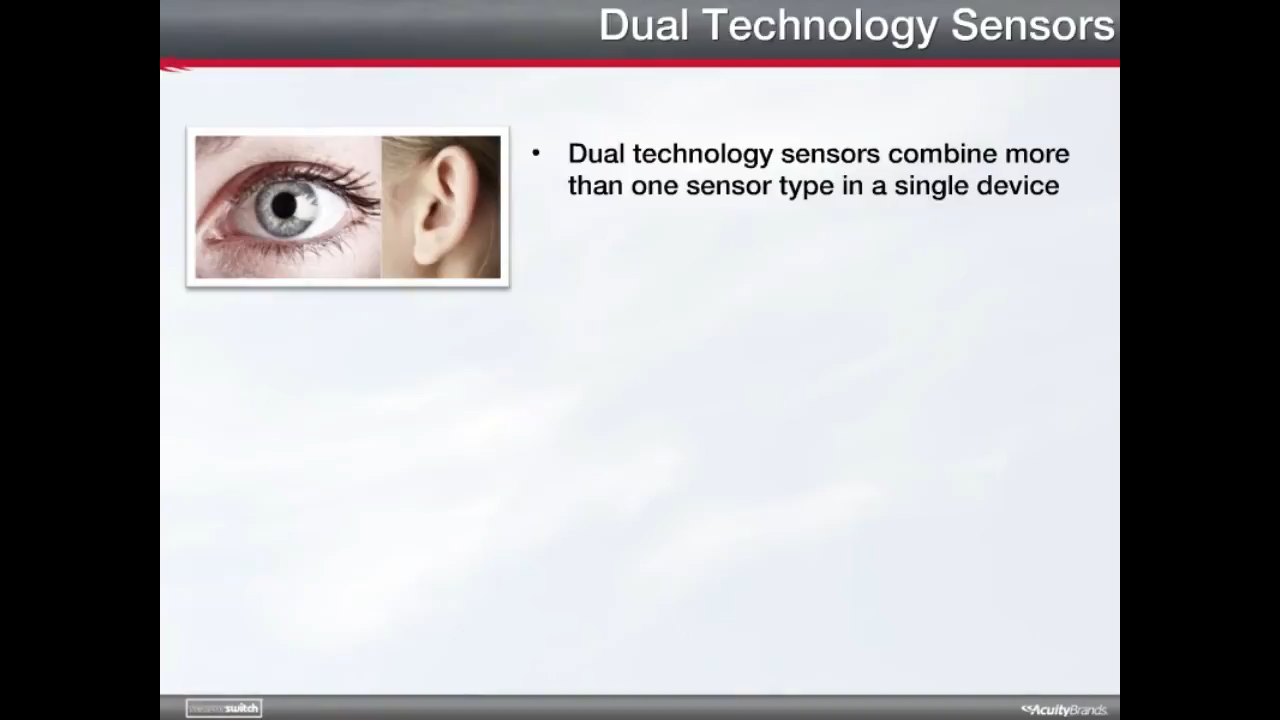 Dual Technology Sensors
• Dual technology sensors combine more
than one sensor type in a single device
sensorswitch
AcuityBrands.